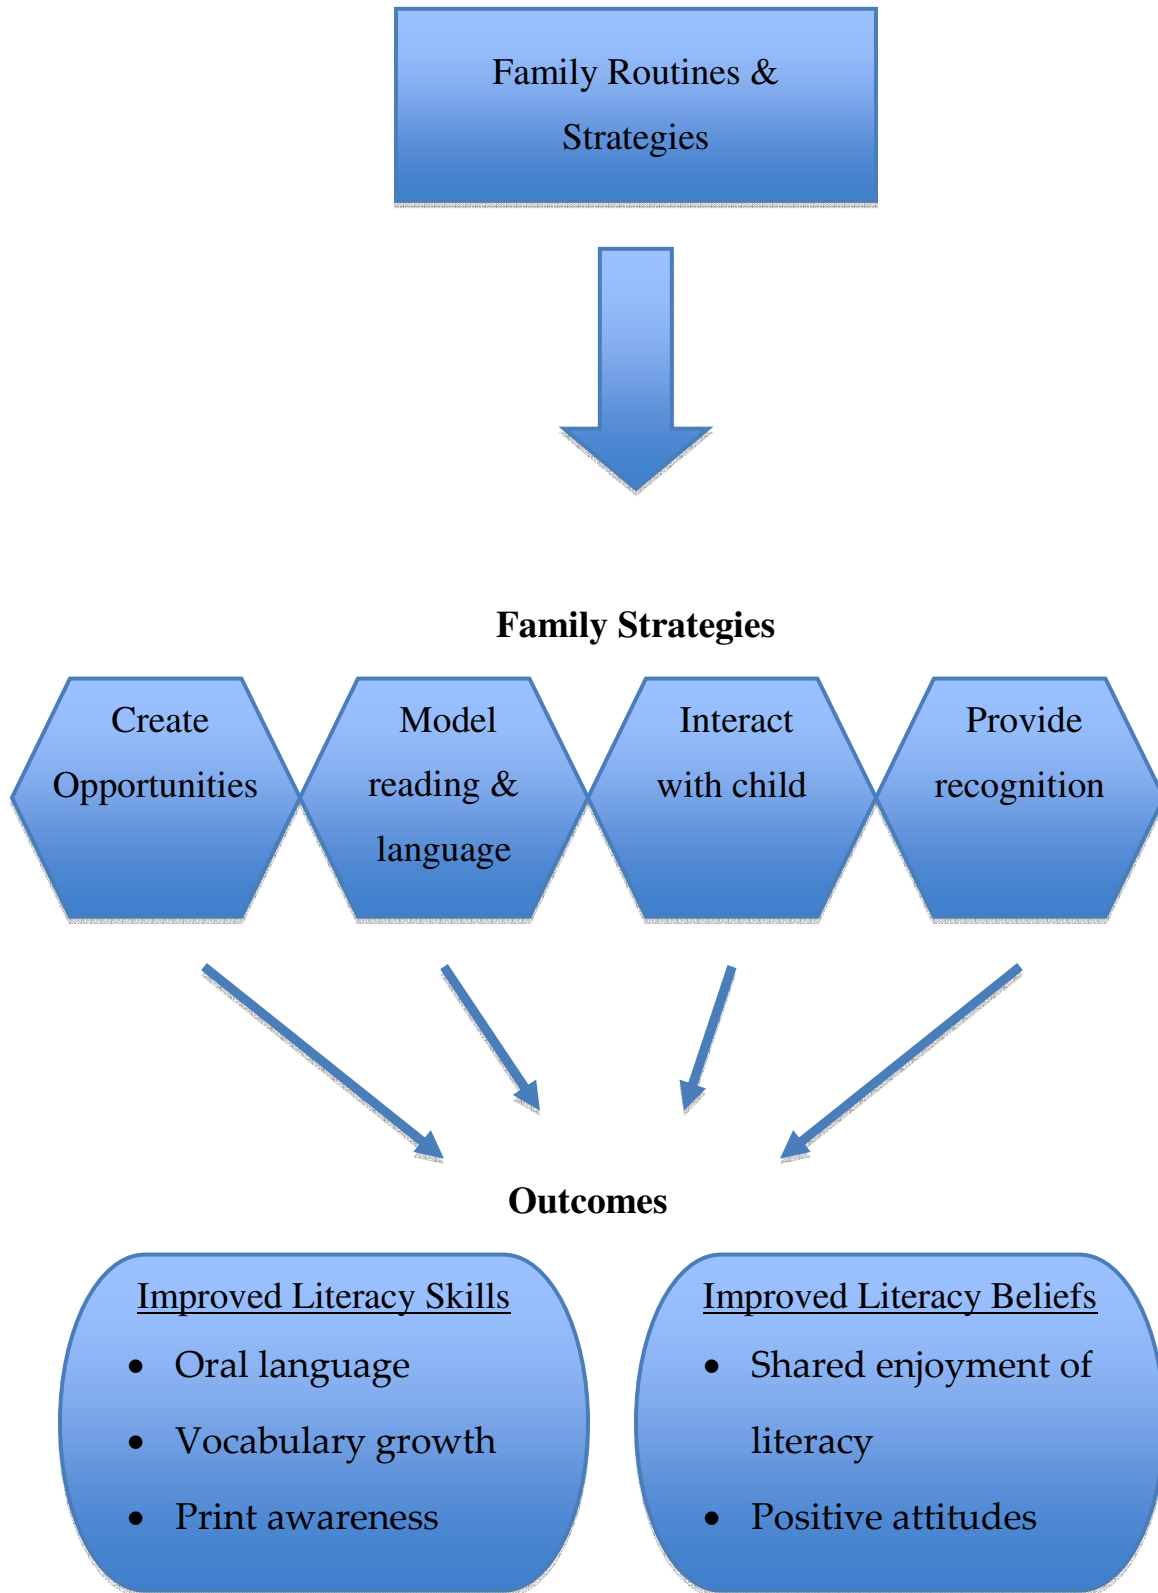 Family Routines &
Strategies
Family Strategies
Create
Opportunities
Model
reading &
language
Interact
with child
Provide
recognition
Outcomes
Improved Literacy Skills
• Oral language
• Vocabulary growth
• Print awareness
Improved Literacy Beliefs
• Shared enjoyment of
literacy
• Positive attitudes